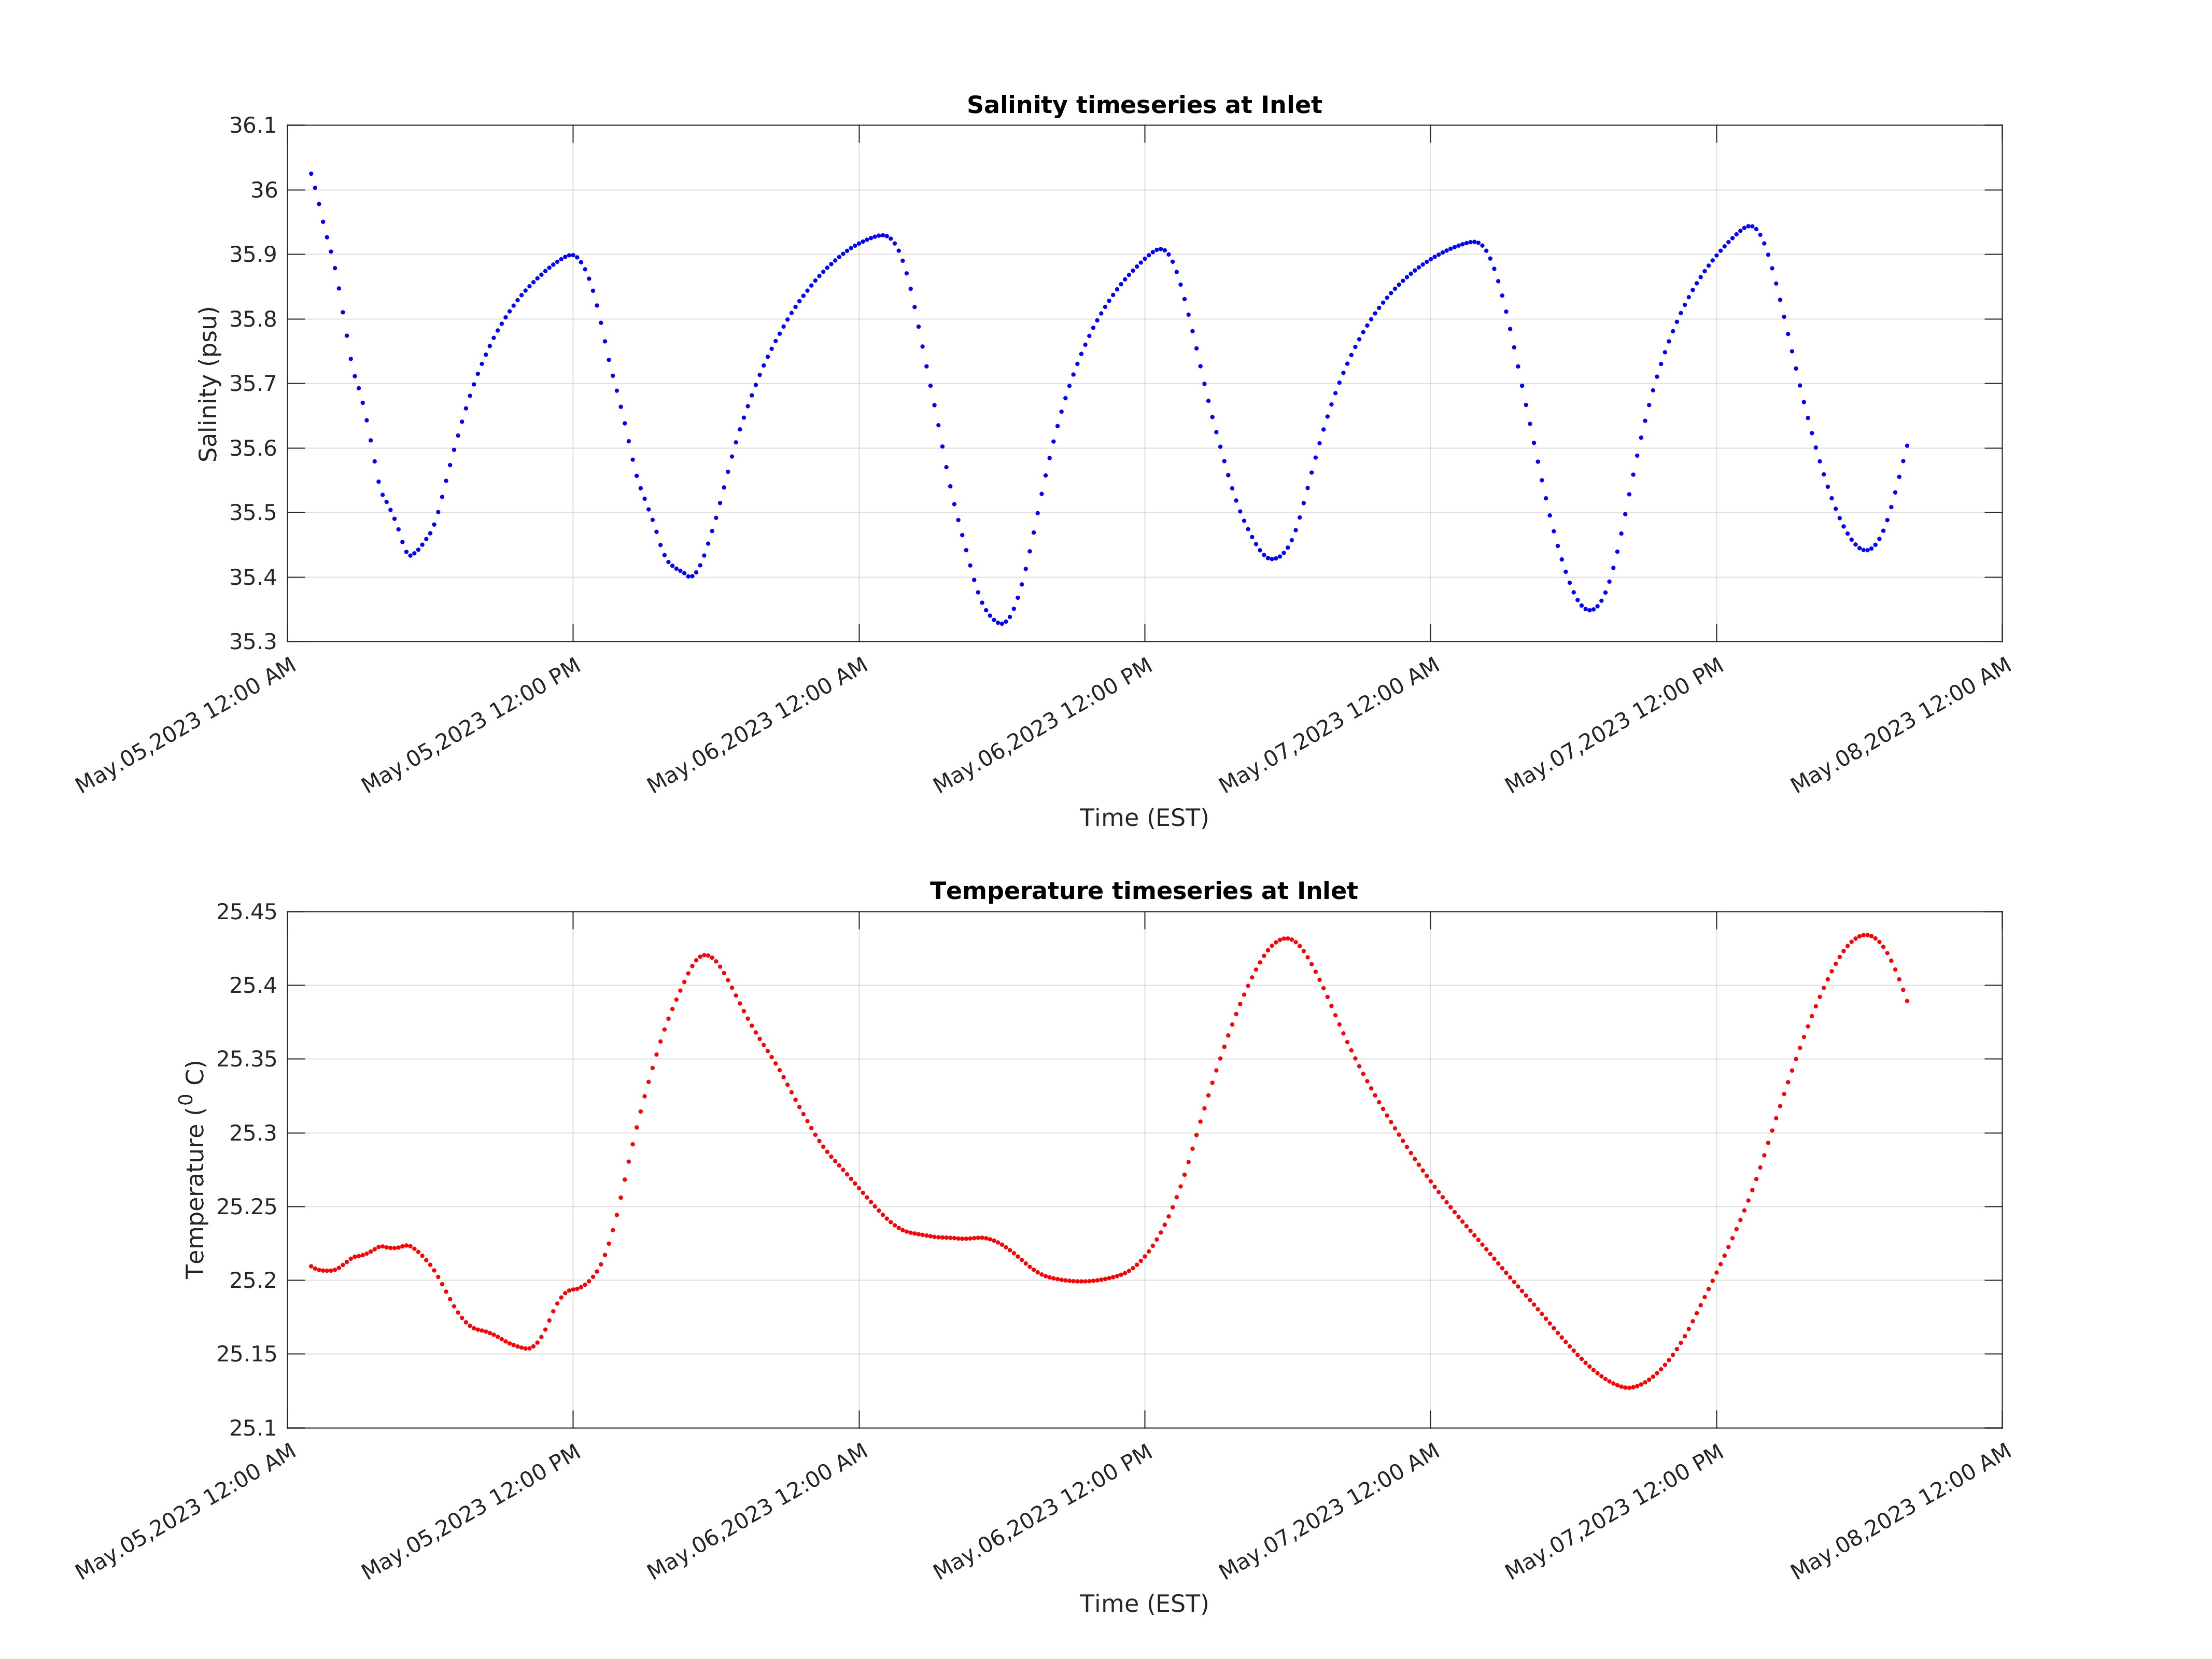 Salinity timeseries at Inlet
Salinity (psu)
36.1
36
35.9
35.8
35.7
35.6
35.5
35.4
35.3
May.05,2023 12:00 AM
May.05,2023 12:00 PM
May.06,2023 12:00 AM
May.06,2023 12:00 PM
May.07,2023 12:00 AM
May.07,2023 12:00 PM
May.08,2023 12:00 AM
Time (EST)
Temperature timeseries at Inlet
Temperature (⁰ C)
25.45
25.4
25.35
25.3
25.25
25.2
25.15
25.1
May.05,2023 12:00 AM
May.05,2023 12:00 PM
May.06,2023 12:00 AM
May.06,2023 12:00 PM
May.07,2023 12:00 AM
May.07,2023 12:00 PM
May.08,2023 12:00 AM
Time (EST)